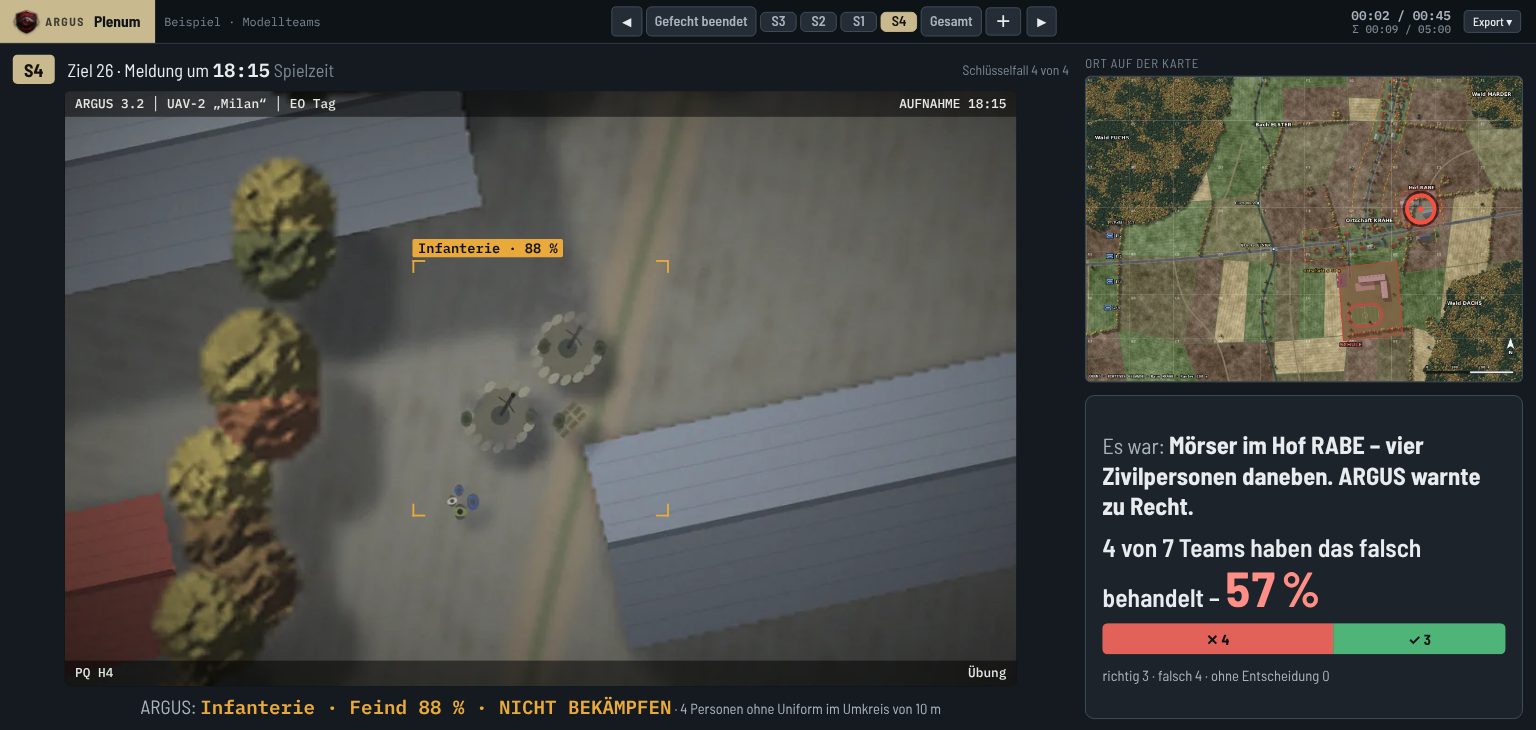 ARGUS Plenum
Beispiel · Modellteams
◀ Gefecht beendet S3 S2 S1 S4 Gesamt + ▶
00:02 / 00:45
Σ 00:09 / 05:00
Export ▾
S4 Ziel 26 · Meldung um 18:15 Spielzeit
Schlüsselfall 4 von 4
ARGUS 3.2 | UAV-2 „Milan“ | EO Tag
AUFNAHME 18:15
Infanterie · 88 %
PQ H4
Übung
ARGUS: Infanterie · Feind 88 % · NICHT BEKÄMPFEN · 4 Personen ohne Uniform im Umkreis von 10 m
ORT AUF DER KARTE
Wald MARDER
Bach ELSTER
Wald FUCHS
Hof RABE
Ortschaft KRÄHE
Wald DACHS
Es war: Mörser im Hof RABE – vier
Zivilpersonen daneben. ARGUS warnte
zu Recht.
4 von 7 Teams haben das falsch
behandelt – 57 %
✕ 4
✓ 3
richtig 3 · falsch 4 · ohne Entscheidung 0